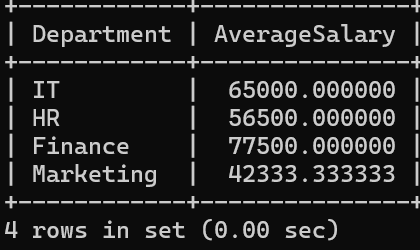 +------------+---------------+
| Department | AverageSalary |
+------------+---------------+
| IT         |  65000.000000 |
| HR         |  56500.000000 |
| Finance    |  77500.000000 |
| Marketing  |  42333.333333 |
+------------+---------------+
4 rows in set (0.00 sec)